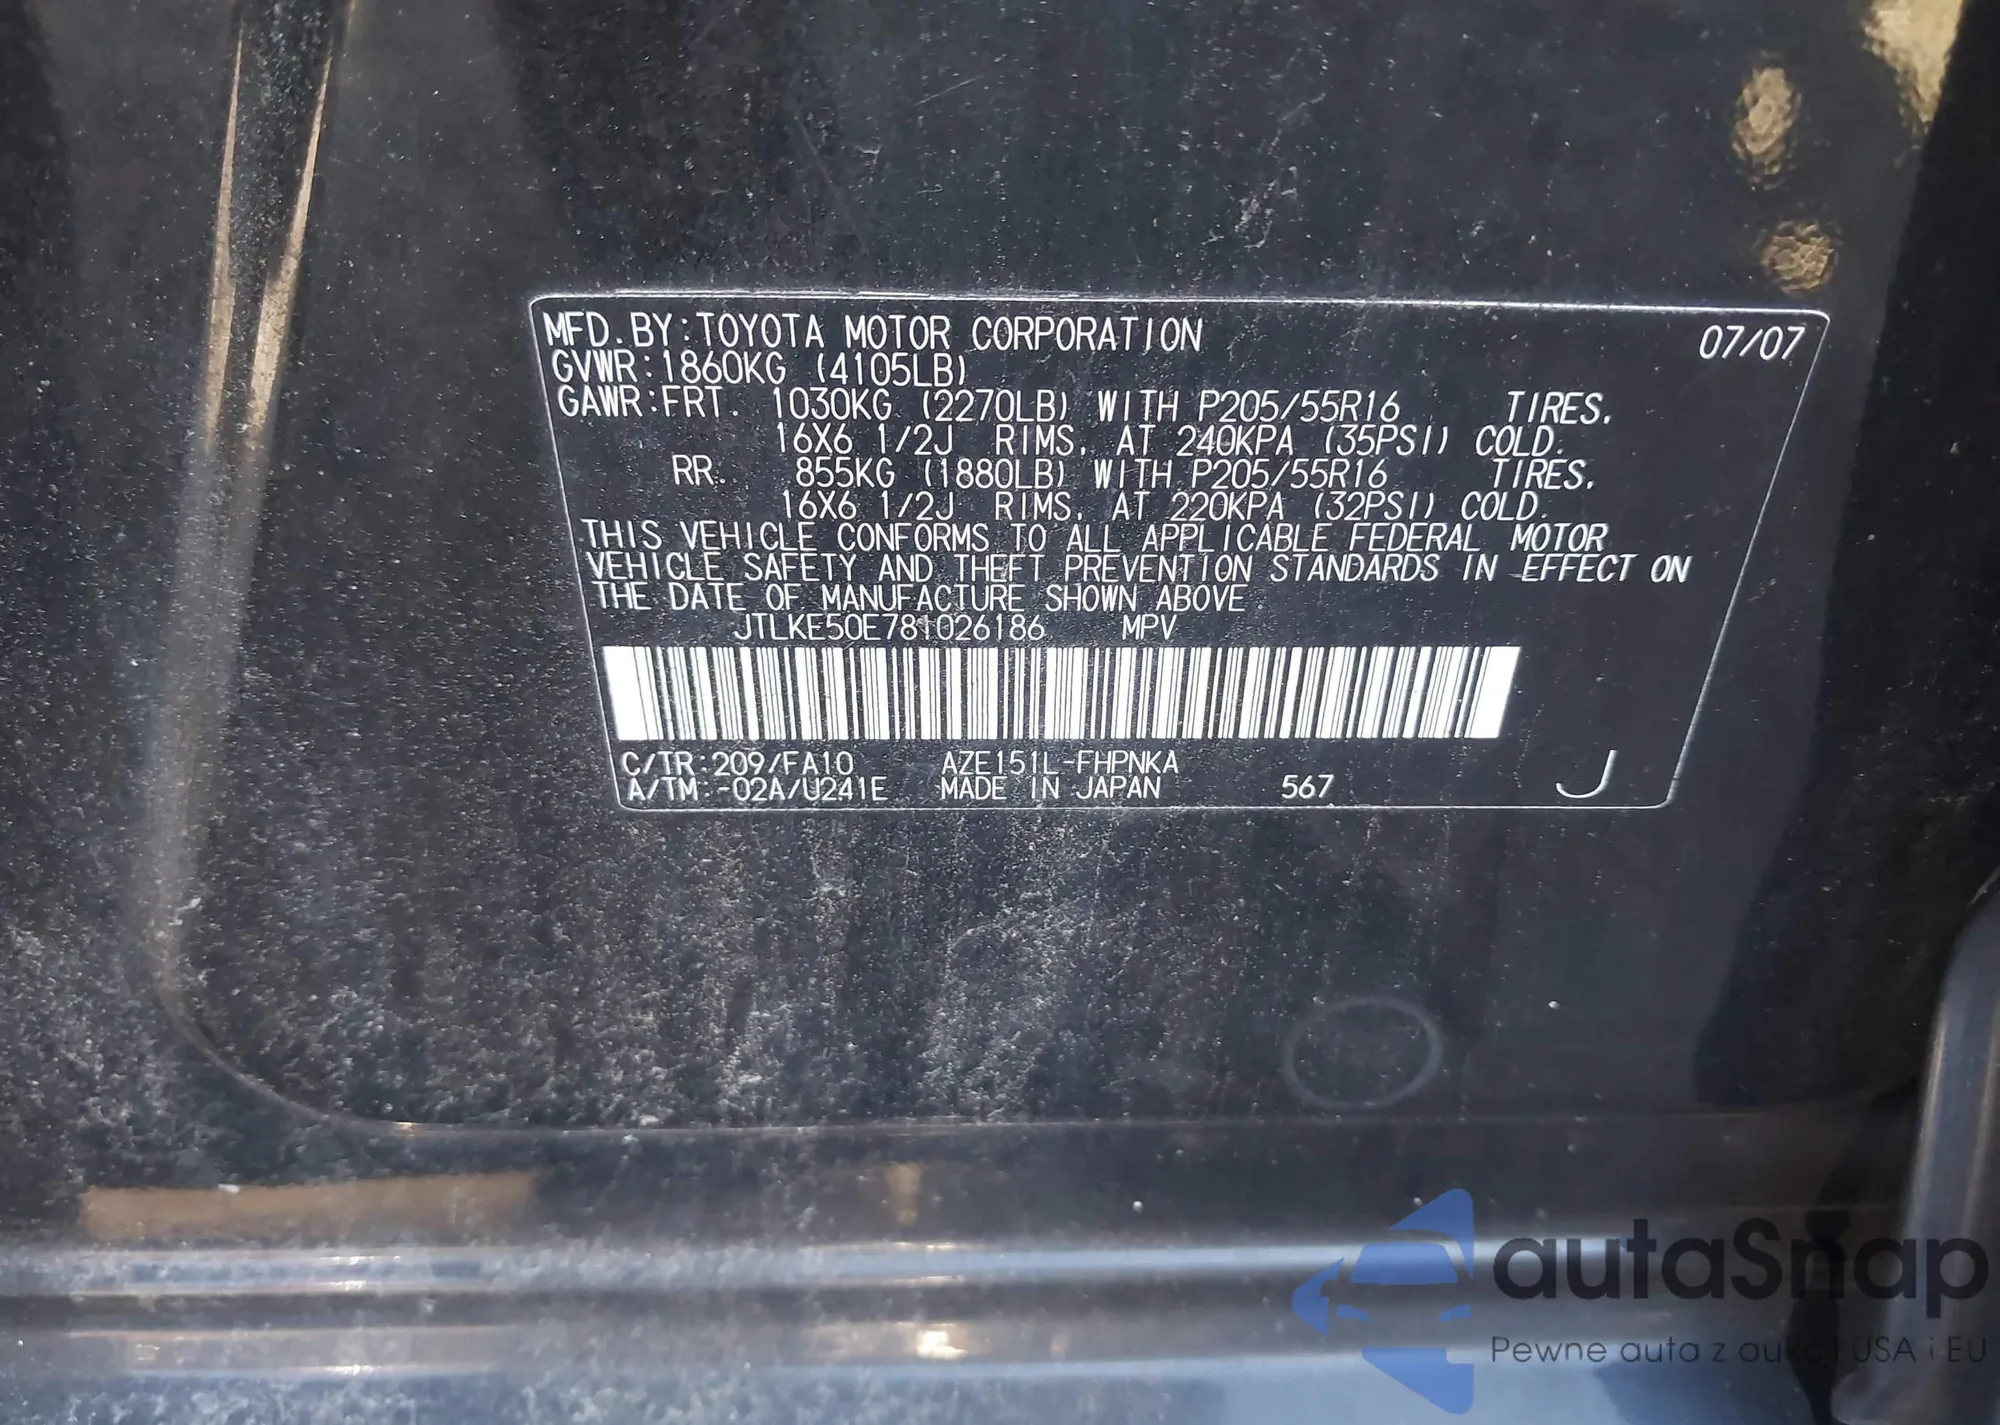 MFD.BY:TOYOTA MOTOR CORPORATION 07/07
GVWR:1860KG (4105LB)
GAWR:FRT. 1030KG (2270LB) WITH P205/55R16 TIRES,
16X6 1/2J RIMS, AT 240KPA (35PSI) COLD.
RR. 855KG (1880LB) WITH P205/55R16 TIRES,
16X6 1/2J RIMS, AT 220KPA (32PSI) COLD.
THIS VEHICLE CONFORMS TO ALL APPLICABLE FEDERAL MOTOR
VEHICLE SAFETY AND THEFT PREVENTION STANDARDS IN EFFECT ON
THE DATE OF MANUFACTURE SHOWN ABOVE.
JTLKE50E781026186 MPV
C/TR:209/FA10 AZE151L-FHPNKA
A/TM:-02A/U241E MADE IN JAPAN 567 J
autaSnap
Pewne auta z aukcji USA i EU